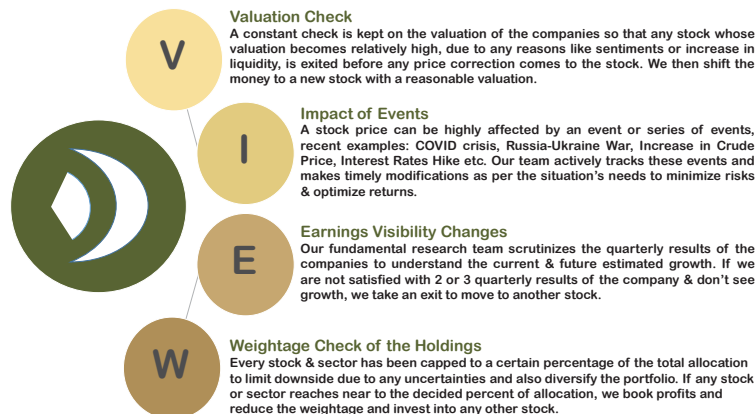 Valuation Check
A constant check is kept on the valuation of the companies so that any stock whose
valuation becomes relatively high, due to any reasons like sentiments or increase in
liquidity, is exited before any price correction comes to the stock. We then shift the
money to a new stock with a reasonable valuation.
V
Impact of Events
A stock price can be highly affected by an event or series of events,
recent examples: COVID crisis, Russia-Ukraine War, Increase in Crude
Price, Interest Rates Hike etc. Our team actively tracks these events and
makes timely modifications as per the situation's needs to minimize risks
& optimize returns.
I
Earnings Visibility Changes
Our fundamental research team scrutinizes the quarterly results of the
companies to understand the current & future estimated growth. If we
are not satisfied with 2 or 3 quarterly results of the company & don't see
growth, we take an exit to move to another stock.
E
Weightage Check of the Holdings
Every stock & sector has been capped to a certain percentage of the total allocation
to limit downside due to any uncertainties and also diversify the portfolio. If any stock
or sector reaches near to the decided percent of allocation, we book profits and
reduce the weightage and invest into any other stock.
W